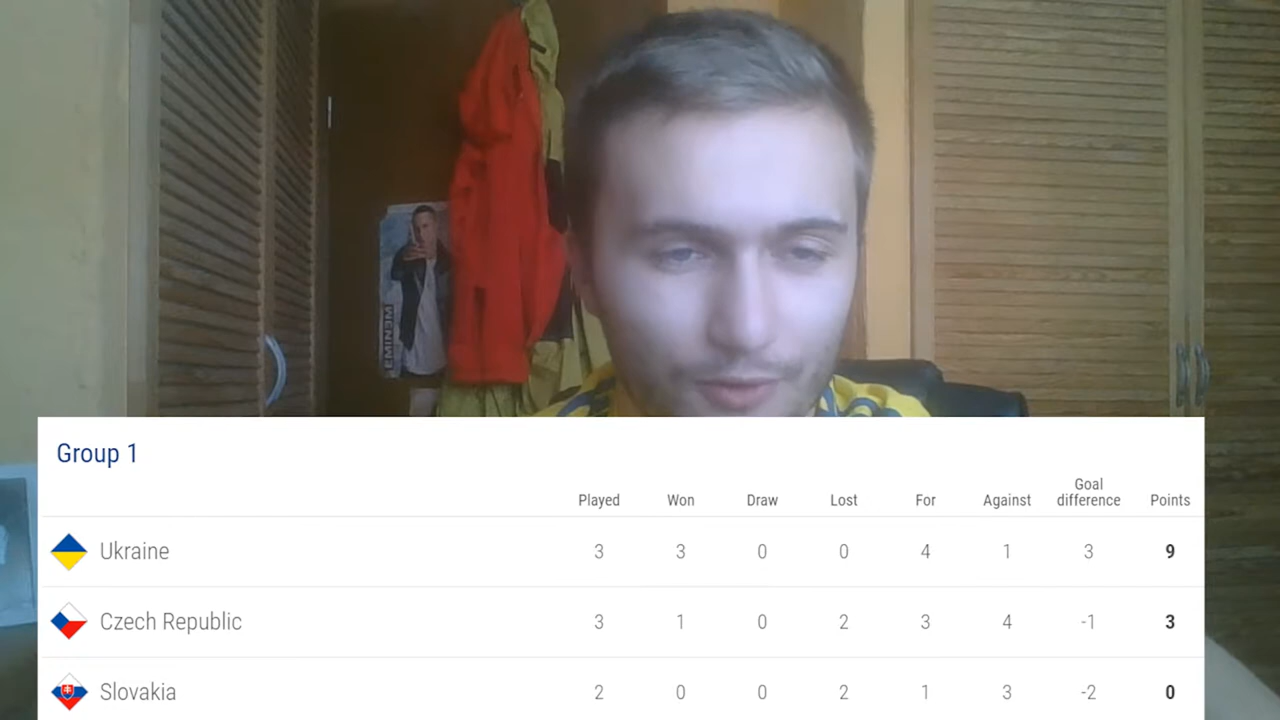 EMINEM
Group 1
Played Won Draw Lost For Against Goal difference Points
Ukraine 3 3 0 0 4 1 3 9
Czech Republic 3 1 0 2 3 4 -1 3
Slovakia 2 0 0 2 1 3 -2 0